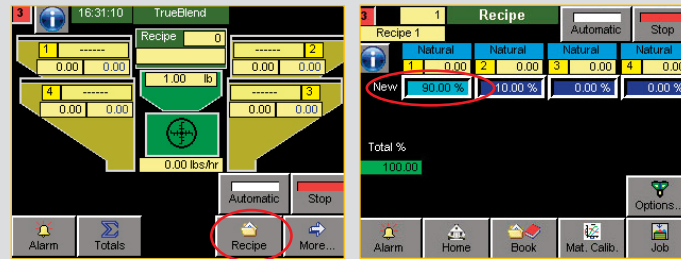 3 16:31:10 TrueBlend
Recipe 0
1 ------ ------ 2
0.00 0.00 0.00 0.00
1.00 lb
4 ------ ------ 3
0.00 0.00 0.00 0.00
0.00 lbs/hr
Automatic Stop
Alarm Totals Recipe More...
3 1 Recipe
Recipe 1 Automatic Stop
Natural Natural Natural Natural
1 0.00 2 0.00 3 0.00 4 0.00
New 90.00 % 10.00 % 0.00 % 0.00 %
Total %
100.00
Options...
Alarm Home Book Mat. Calib. Job